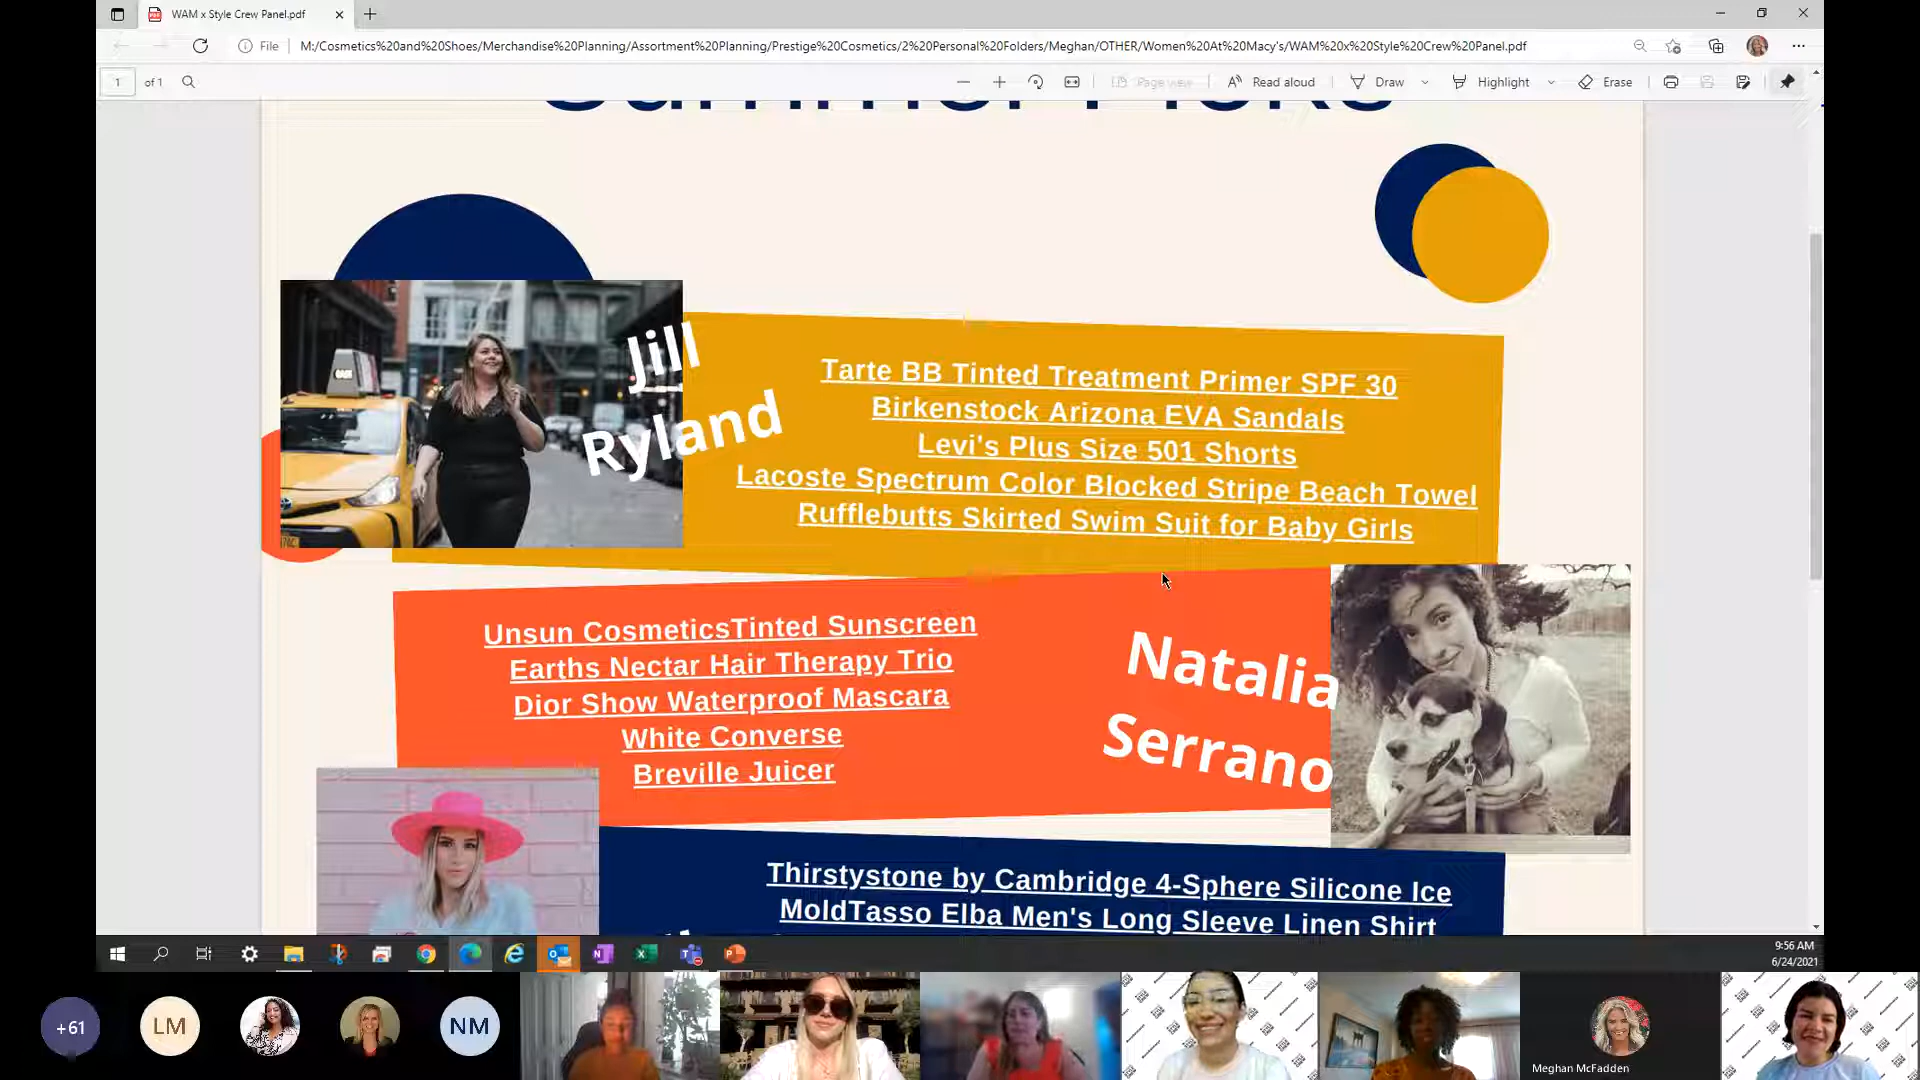 WAM x Style Crew Panel.pdf
File
M:/Cosmetics%20and%20Shoes/Merchandise%20Planning/Assortment%20Planning/Prestige%20Cosmetics/2%20Personal%20Folders/Meghan/OTHER/Women%20At%20Macy's/WAM%20x%20Style%20Crew%20Panel.pdf
1 of 1
Page view
Read aloud
Draw
Highlight
Erase
Summer Picks
Jill
Ryland
Tarte BB Tinted Treatment Primer SPF 30
Birkenstock Arizona EVA Sandals
Levi's Plus Size 501 Shorts
Lacoste Spectrum Color Blocked Stripe Beach Towel
Rufflebutts Skirted Swim Suit for Baby Girls
Unsun CosmeticsTinted Sunscreen
Earths Nectar Hair Therapy Trio
Dior Show Waterproof Mascara
White Converse
Breville Juicer
Natalia
Serrano
Thirstystone by Cambridge 4-Sphere Silicone Ice
MoldTasso Elba Men's Long Sleeve Linen Shirt
9:56 AM
6/24/2021
+61
LM
NM
Meghan McFadden